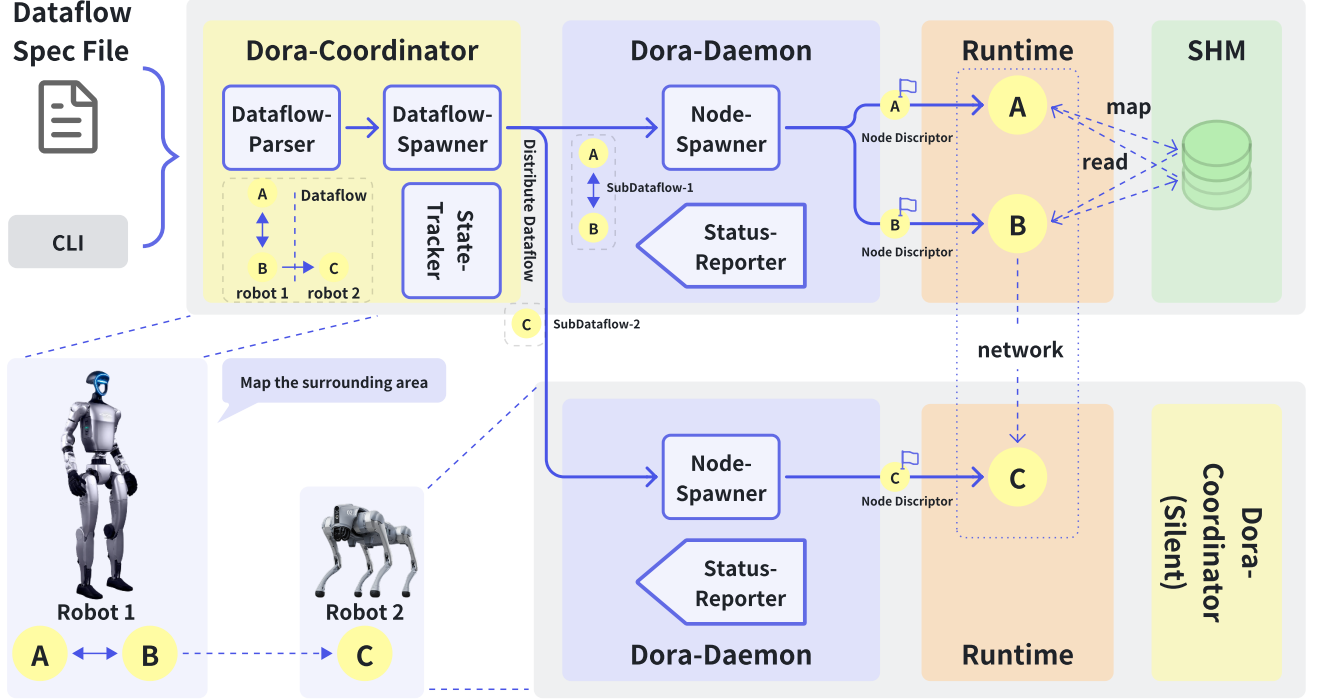 Dataflow
Spec File
CLI
Dora-Coordinator
Dataflow-
Parser
Dataflow-
Spawner
A
Dataflow
B
C
robot 1
robot 2
State-
Tracker
Distribute Dataflow
Dora-Daemon
Node-
Spawner
A
SubDataflow-1
B
Status-
Reporter
A
Node Discriptor
B
Node Discriptor
Runtime
A
B
map
read
SHM
C
SubDataflow-2
network
Map the surrounding area
Robot 1
A
B
Robot 2
C
Node-
Spawner
Status-
Reporter
Dora-Daemon
C
Node Discriptor
C
Runtime
Dora-
Coordinator
(Silent)